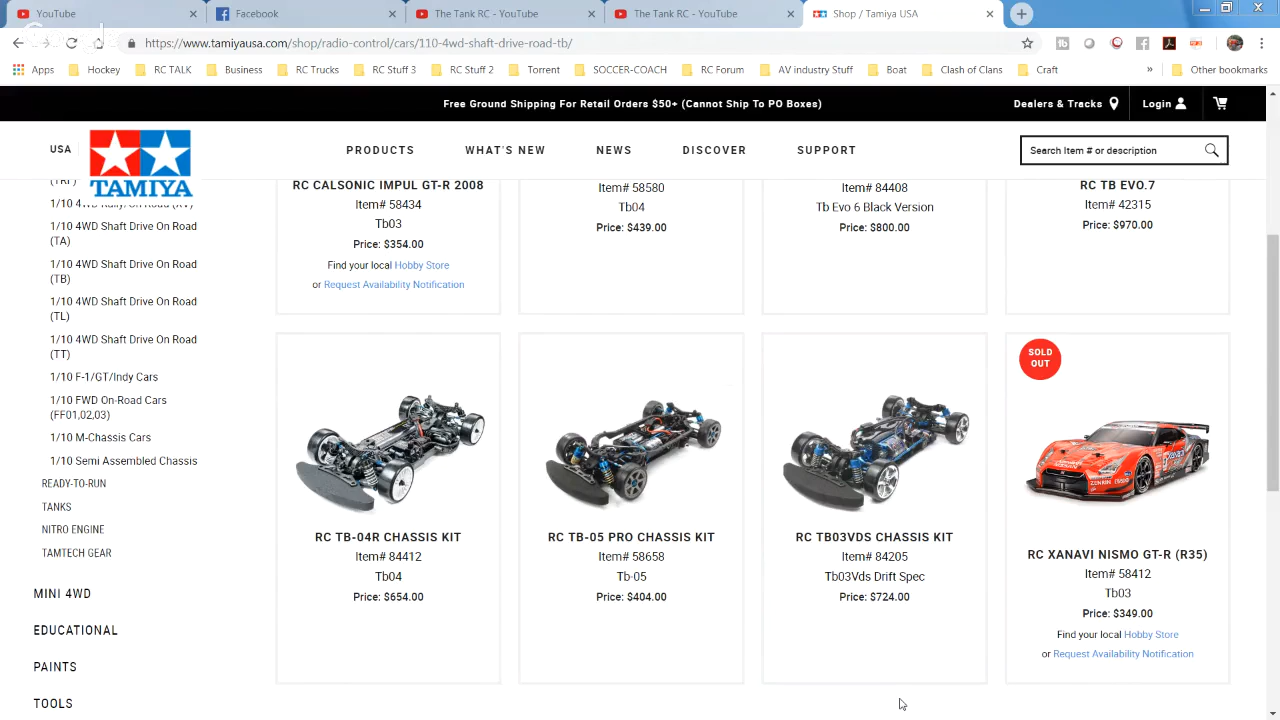 YouTube
Facebook
The Tank RC - YouTube
The Tank RC - YouTube
Shop / Tamiya USA
https://www.tamiyausa.com/shop/radio-control/cars/110-4wd-shaft-drive-road-tb/
Apps
Hockey
RC TALK
Business
RC Trucks
RC Stuff 3
RC Stuff 2
Torrent
SOCCER-COACH
RC Forum
AV industry Stuff
Boat
Clash of Clans
Craft
»
Other bookmarks
Free Ground Shipping For Retail Orders $50+ (Cannot Ship To PO Boxes)
Dealers & Tracks
Login
USA
TAMIYA
PRODUCTS
WHAT'S NEW
NEWS
DISCOVER
SUPPORT
Search Item # or description
(TRF)
1/10 4WD Rally/On Road (XV)
1/10 4WD Shaft Drive On Road
(TA)
1/10 4WD Shaft Drive On Road
(TB)
1/10 4WD Shaft Drive On Road
(TL)
1/10 4WD Shaft Drive On Road
(TT)
1/10 F-1/GT/Indy Cars
1/10 FWD On-Road Cars
(FF01,02,03)
1/10 M-Chassis Cars
1/10 Semi Assembled Chassis
READY-TO-RUN
TANKS
NITRO ENGINE
TAMTECH GEAR
MINI 4WD
EDUCATIONAL
PAINTS
TOOLS
RC CALSONIC IMPUL GT-R 2008
Item# 58434
Tb03
Price: $354.00
Find your local Hobby Store
or Request Availability Notification
Item# 58580
Tb04
Price: $439.00
Item# 84408
Tb Evo 6 Black Version
Price: $800.00
RC TB EVO.7
Item# 42315
Price: $970.00
RC TB-04R CHASSIS KIT
Item# 84412
Tb04
Price: $654.00
RC TB-05 PRO CHASSIS KIT
Item# 58658
Tb-05
Price: $404.00
RC TB03VDS CHASSIS KIT
Item# 84205
Tb03Vds Drift Spec
Price: $724.00
SOLD
OUT
RC XANAVI NISMO GT-R (R35)
Item# 58412
Tb03
Price: $349.00
Find your local Hobby Store
or Request Availability Notification